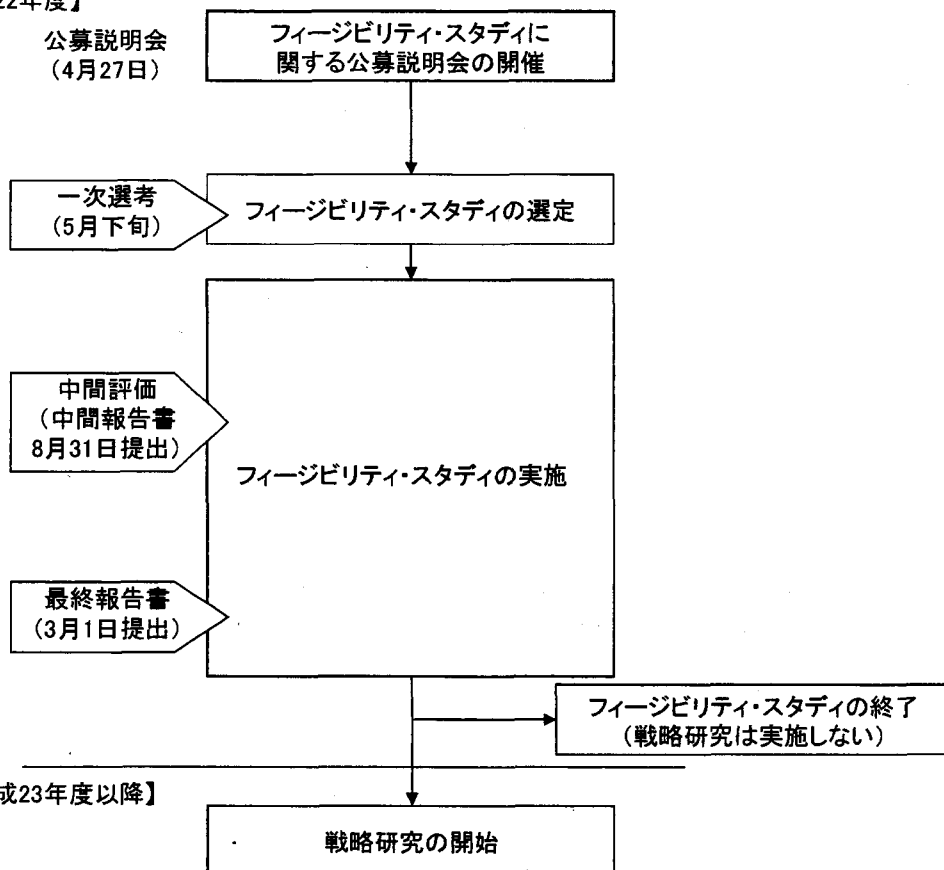 22年度】
公募説明会
(4月27日)
フィージビリティ・スタディに
関する公募説明会の開催
一次選考
(5月下旬)
フィージビリティ・スタディの選定
中間評価
(中間報告書
8月31日提出)
フィージビリティ・スタディの実施
最終報告書
(3月1日提出)
フィージビリティ・スタディの終了
(戦略研究は実施しない)
成23年度以降】
戦略研究の開始